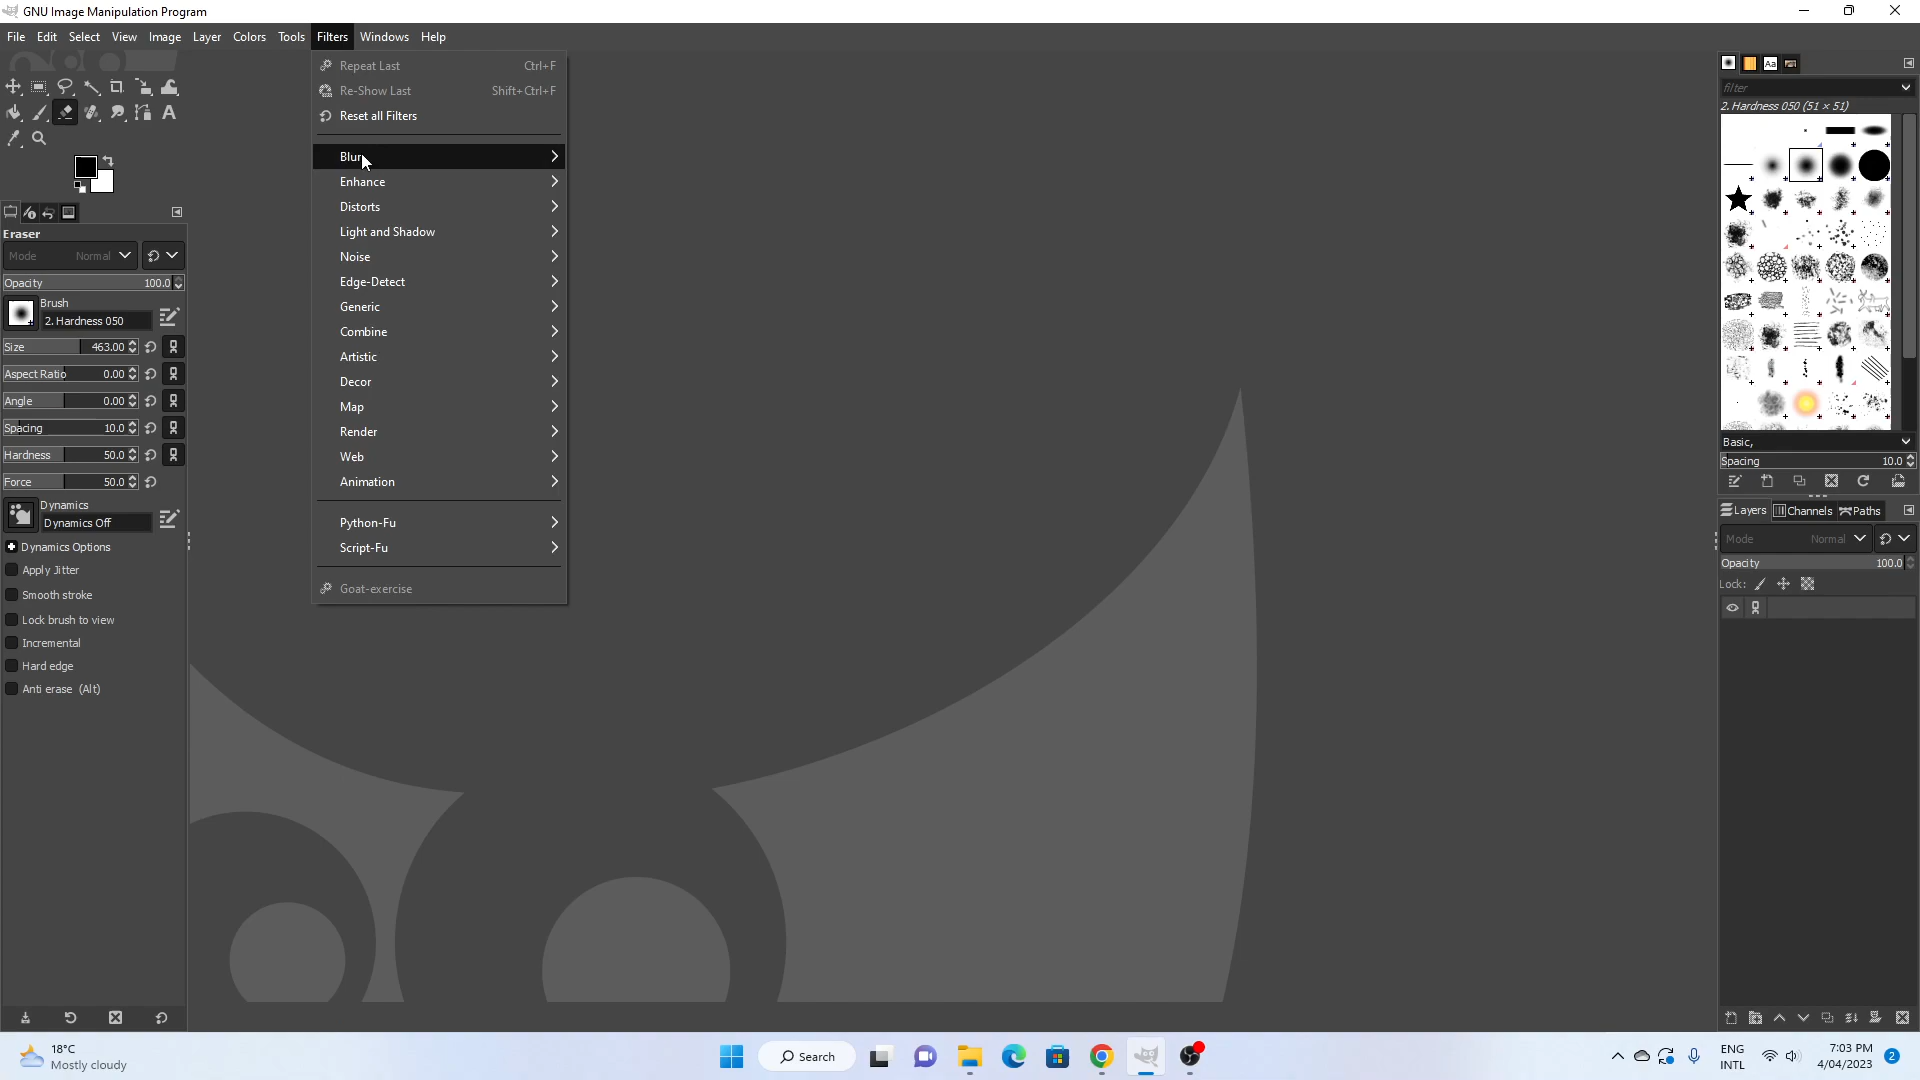 GNU Image Manipulation Program
File Edit Select View Image Layer Colors Tools Filters Windows Help
Repeat Last Ctrl+F
Re-Show Last Shift+Ctrl+F
Reset all Filters
Blur
Enhance
Distorts
Light and Shadow
Noise
Edge-Detect
Generic
Combine
Artistic
Decor
Map
Render
Web
Animation
Python-Fu
Script-Fu
Goat-exercise
Eraser
Mode Normal
Opacity 100.0
Brush
2. Hardness 050
Size 463.00
Aspect Ratio 0.00
Angle 0.00
Spacing 10.0
Hardness 50.0
Force 50.0
Dynamics
Dynamics Off
Dynamics Options
Apply Jitter
Smooth stroke
Lock brush to view
Incremental
Hard edge
Anti erase (Alt)
Aa
filter
2. Hardness 050 (51 × 51)
Basic,
Spacing 10.0
Layers Channels Paths
Mode Normal
Opacity 100.0
Lock:
18°C
Mostly cloudy
Search
ENG
INTL
7:03 PM
4/04/2023
2